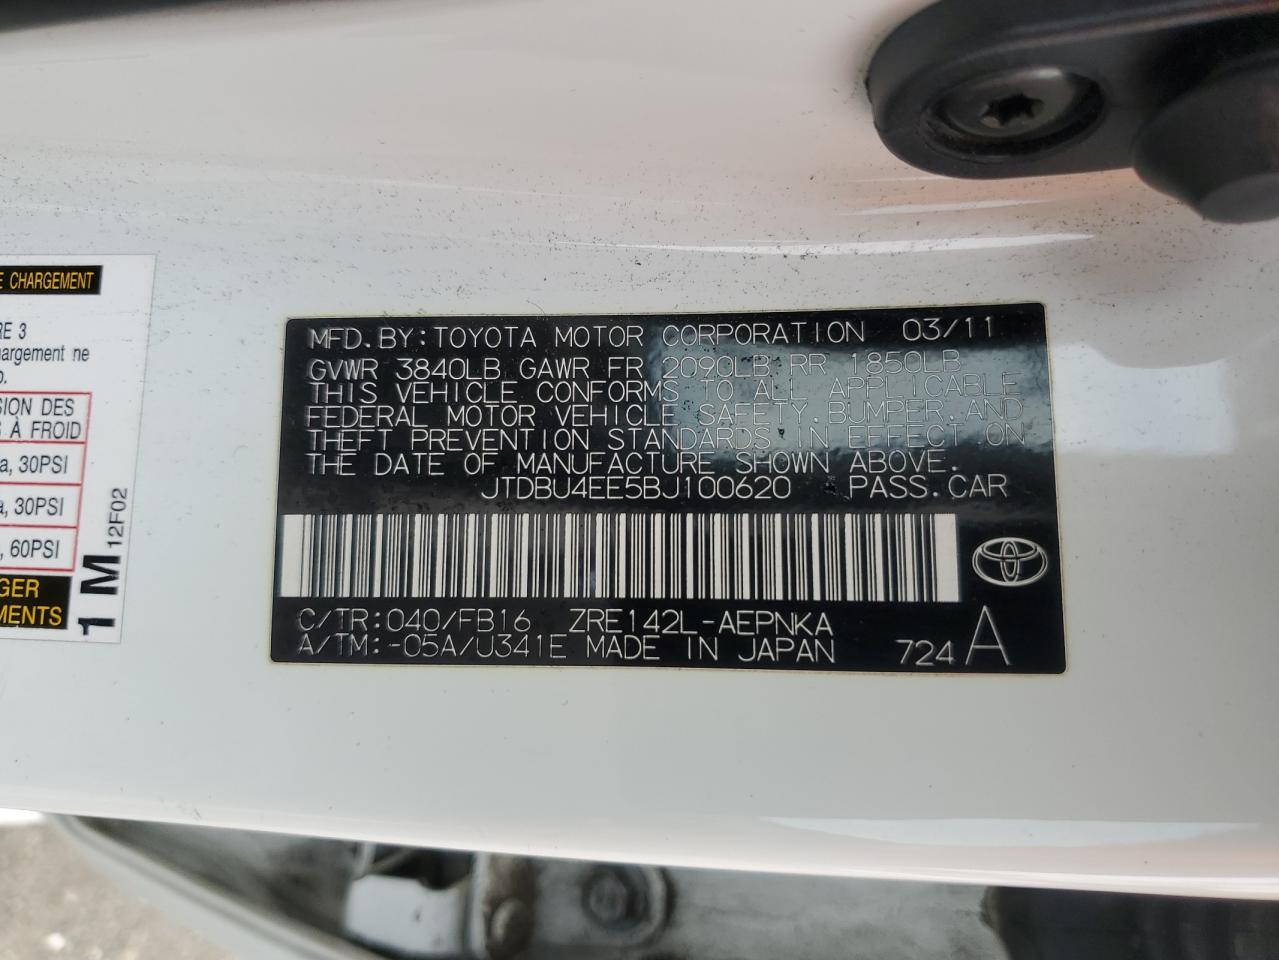 E CHARGEMENT
RE 3
hargement ne
o.
SION DES
S À FROID
a, 30PSI
a, 30PSI
, 60PSI
GER
MENTS
1 M 12F02
MFD.BY:TOYOTA MOTOR CORPORATION 03/11
GVWR 3840LB GAWR FR 2090LB RR 1850LB
THIS VEHICLE CONFORMS TO ALL APPLICABLE
FEDERAL MOTOR VEHICLE SAFETY,BUMPER,AND
THEFT PREVENTION STANDARDS IN EFFECT ON
THE DATE OF MANUFACTURE SHOWN ABOVE.
JTDBU4EE5BJ100620 PASS.CAR
C/TR:040/FB16 ZRE142L-AEPNKA
A/TM:-05A/U341E MADE IN JAPAN 724 A